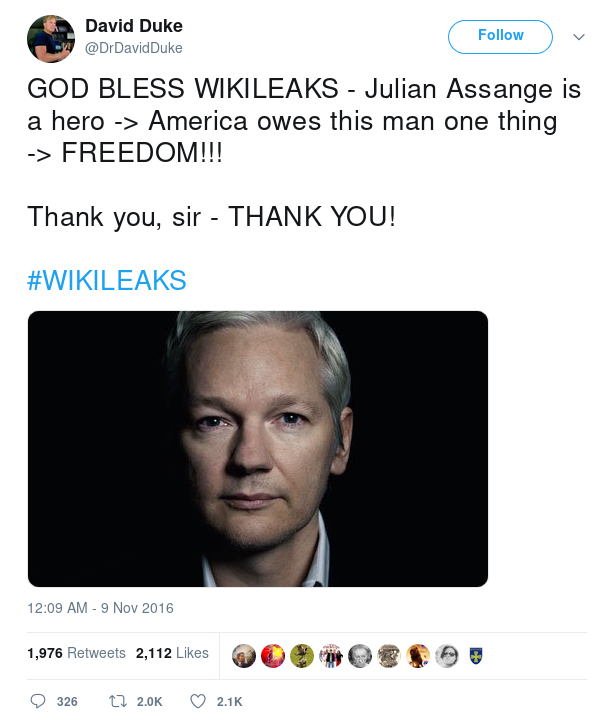 David Duke
@DrDavidDuke
Follow
GOD BLESS WIKILEAKS - Julian Assange is
a hero -> America owes this man one thing
-> FREEDOM!!!
Thank you, sir - THANK YOU!
#WIKILEAKS
12:09 AM - 9 Nov 2016
1,976 Retweets 2,112 Likes
326 2.0K 2.1K